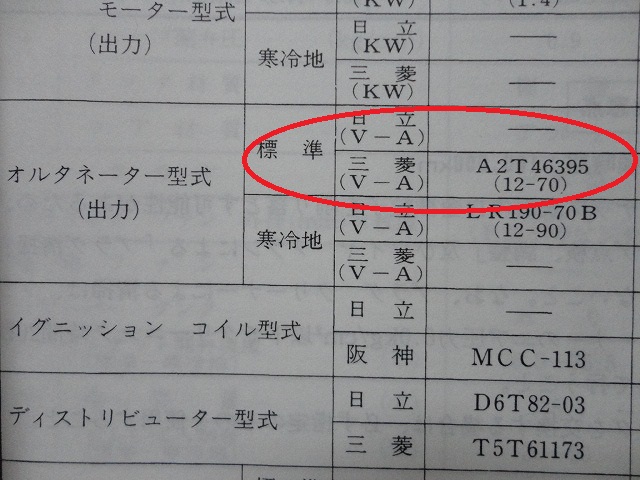 モーター型式
(出力)
(KW)
(1.4)
寒冷地
日 立
(KW)
—
三 菱
(KW)
—
オルタネーター型式
(出力)
標 準
日 立
(V-A)
—
三 菱
(V-A)
A2T46395
(12-70)
寒冷地
日 立
(V-A)
LR190-70B
(12-90)
三 菱
(V-A)
—
イグニッション コイル型式
日 立
—
阪 神
MCC-113
ディストリビューター型式
日 立
D6T82-03
三 菱
T5T61173